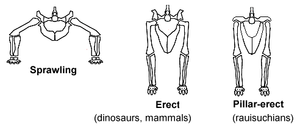 Sprawling
Erect
(dinosaurs, mammals)
Pillar-erect
(rauisuchians)